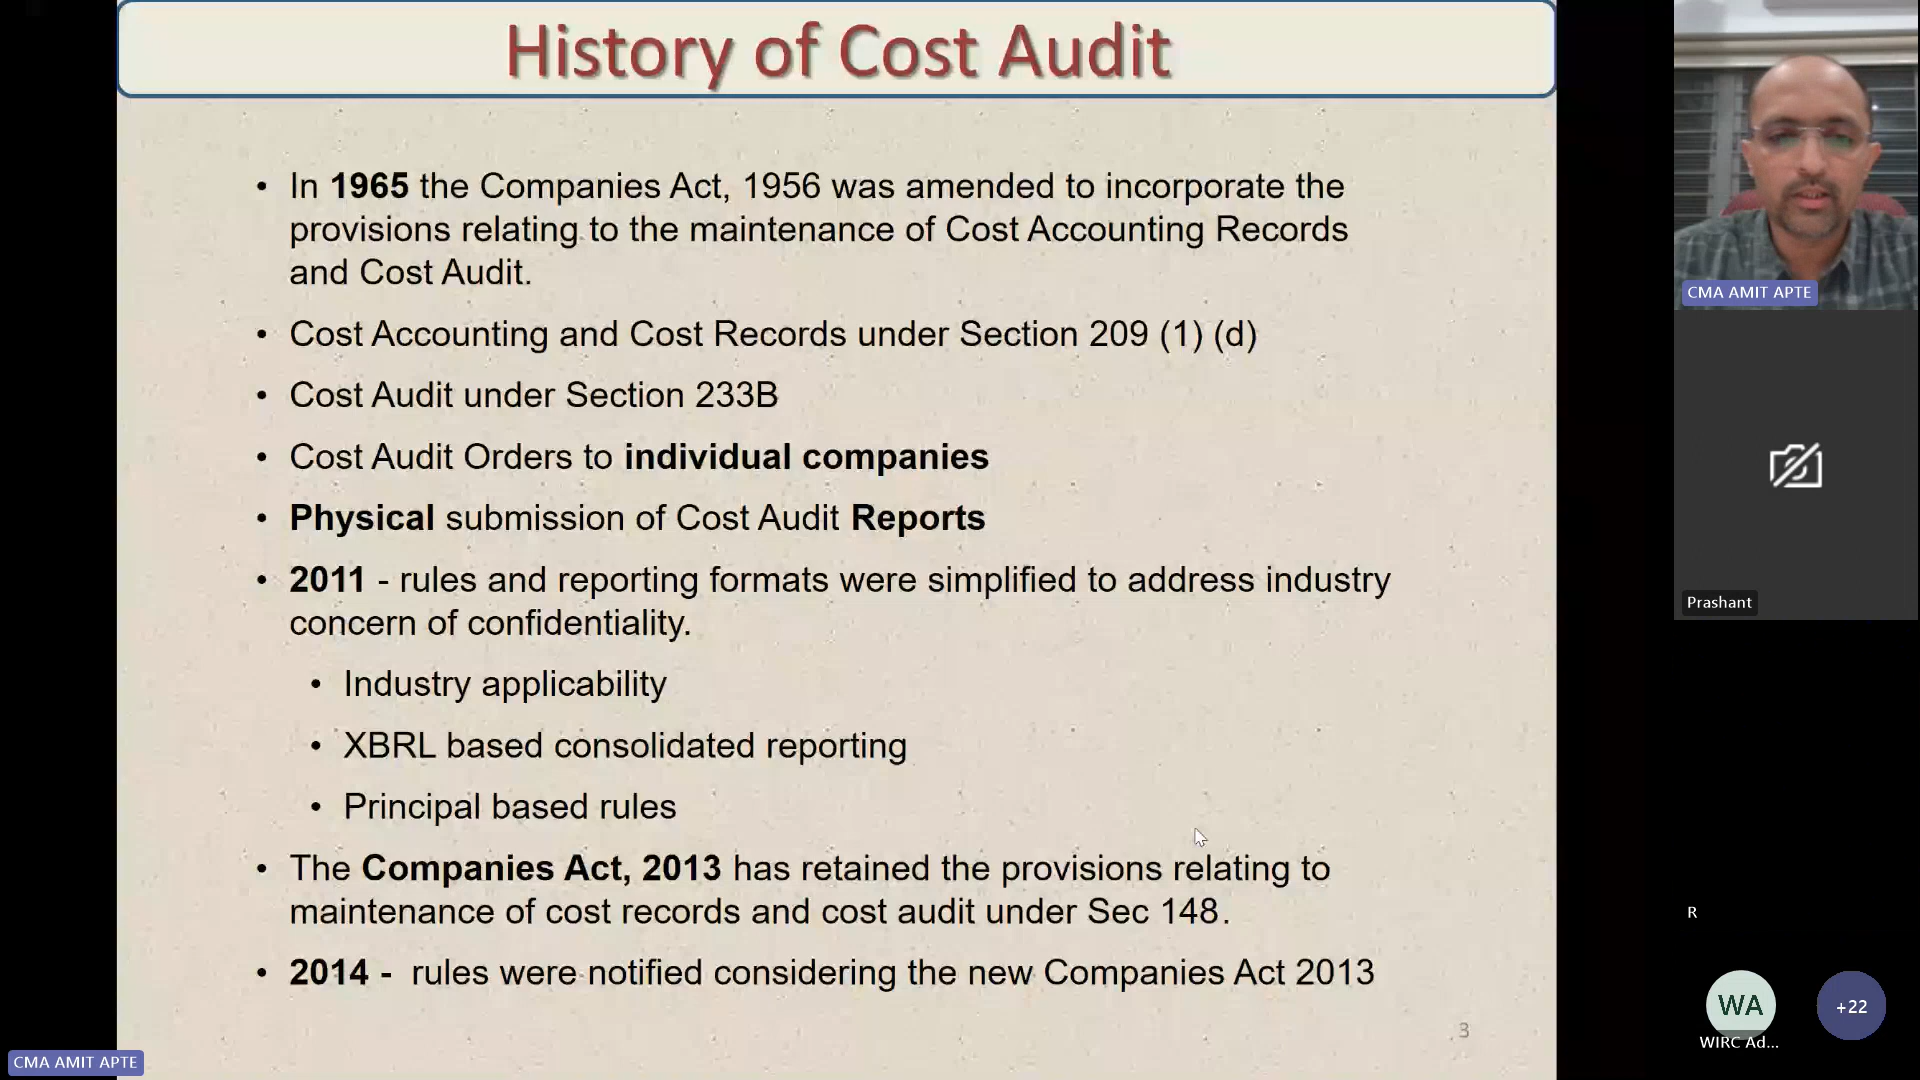 History of Cost Audit
• In 1965 the Companies Act, 1956 was amended to incorporate the
provisions relating to the maintenance of Cost Accounting Records
and Cost Audit.
• Cost Accounting and Cost Records under Section 209 (1) (d)
• Cost Audit under Section 233B
• Cost Audit Orders to individual companies
• Physical submission of Cost Audit Reports
• 2011 - rules and reporting formats were simplified to address industry
concern of confidentiality.
• Industry applicability
• XBRL based consolidated reporting
• Principal based rules
• The Companies Act, 2013 has retained the provisions relating to
maintenance of cost records and cost audit under Sec 148.
• 2014 - rules were notified considering the new Companies Act 2013
3
CMA AMIT APTE
CMA AMIT APTE
Prashant
R
WA
WIRC Ad...
+22